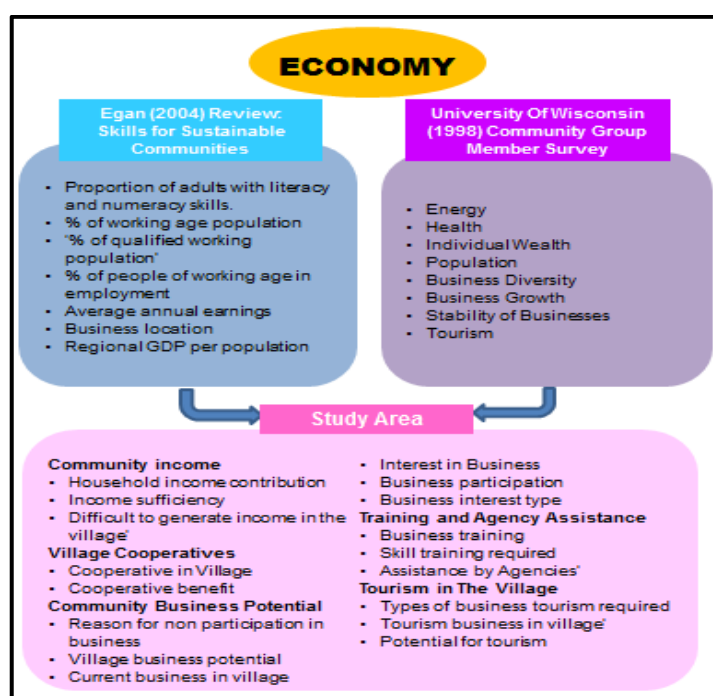 ECONOMY
Egan (2004) Review:
Skills for Sustainable
Communities
• Proportion of adults with literacy
and numeracy skills.
• % of working age population
• "% of qualified working
population"
• % of people of working age in
employment
• Average annual earnings
• Business location
• Regional GDP per population
University Of Wisconsin
(1998) Community Group
Member Survey
• Energy
• Health
• Individual Wealth
• Population
• Business Diversity
• Business Growth
• Stability of Businesses
• Tourism
Study Area
Community income
• Household income contribution
• Income sufficiency
• Difficult to generate income in the
village'
Village Cooperatives
• Cooperative in Village
• Cooperative benefit
Community Business Potential
• Reason for non participation in
business
• Village business potential
• Current business in village
• Interest in Business
• Business participation
• Business interest type
Training and Agency Assistance
• Business training
• Skill training required
• Assistance by Agencies'
Tourism in The Village
• Types of business tourism required
• Tourism business in village'
• Potential for tourism